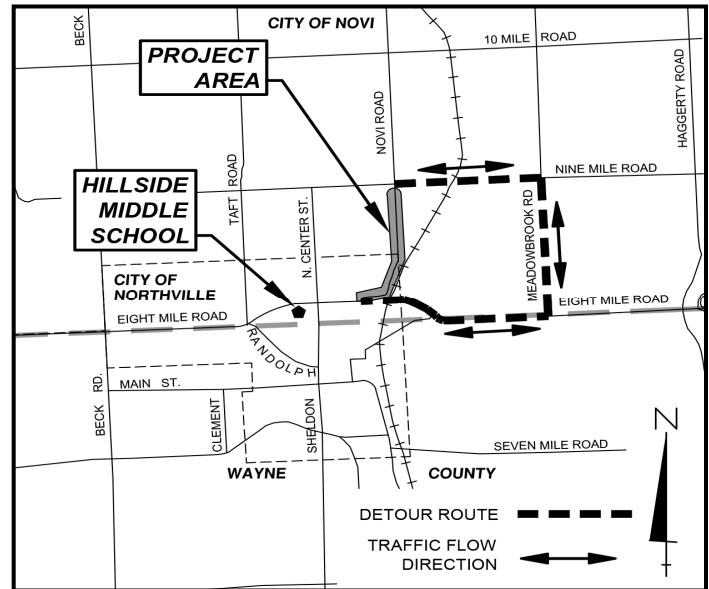 CITY OF NOVI
BECK
10 MILE ROAD
PROJECT
AREA
NOVI ROAD
HAGGERTY ROAD
TAFT ROAD
NINE MILE ROAD
HILLSIDE
MIDDLE
SCHOOL
N. CENTER ST.
MEADOWBROOK RD
CITY OF
NORTHVILLE
EIGHT MILE ROAD
EIGHT MILE ROAD
RANDOLPH
BECK RD.
MAIN ST.
CLEMENT
SHELDON
SEVEN MILE ROAD
WAYNE COUNTY
N
DETOUR ROUTE
TRAFFIC FLOW
DIRECTION